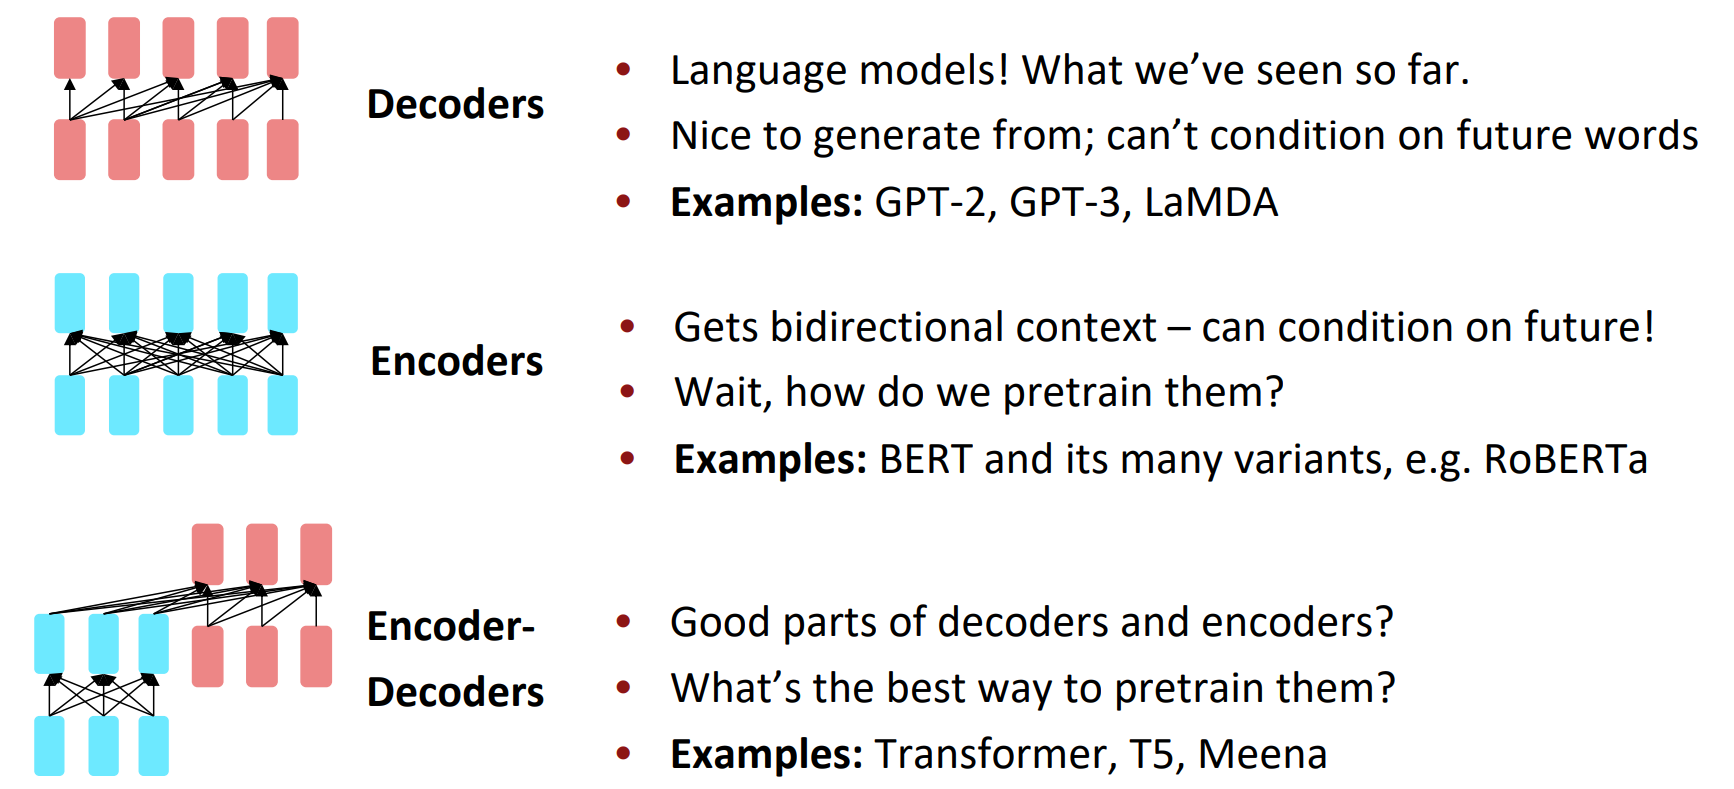 Decoders
• Language models! What we've seen so far.
• Nice to generate from; can't condition on future words
• Examples: GPT-2, GPT-3, LaMDA
Encoders
• Gets bidirectional context – can condition on future!
• Wait, how do we pretrain them?
• Examples: BERT and its many variants, e.g. RoBERTa
Encoder-
Decoders
• Good parts of decoders and encoders?
• What's the best way to pretrain them?
• Examples: Transformer, T5, Meena